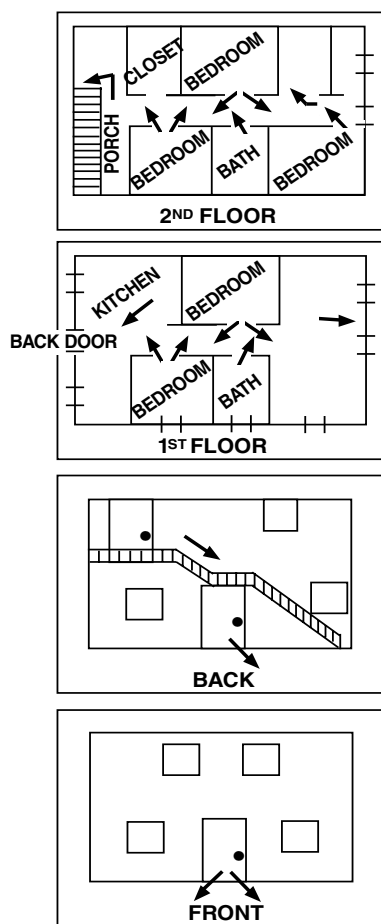 CLOSET
BEDROOM
PORCH
BEDROOM
BATH
BEDROOM
2ND FLOOR
KITCHEN
BEDROOM
BACK DOOR
BEDROOM
BATH
1ST FLOOR
BACK
FRONT